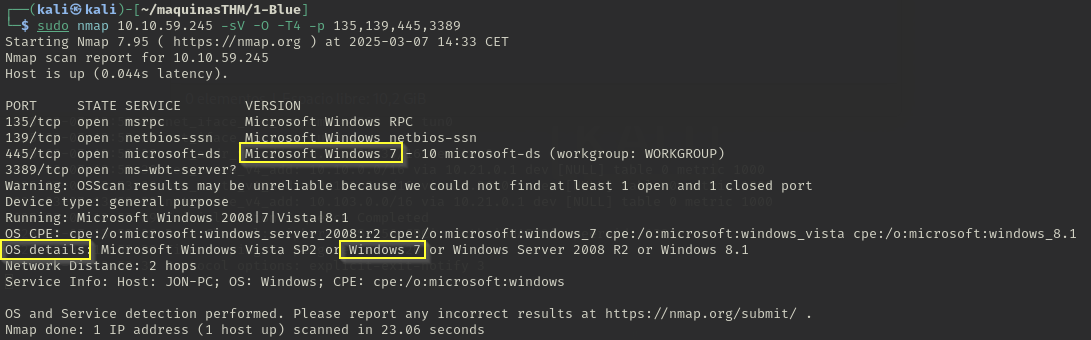 ┌──(kali㉿kali)-[~/maquinasTHM/1-Blue]
└─$ sudo nmap 10.10.59.245 -sV -O -T4 -p 135,139,445,3389
Starting Nmap 7.95 ( https://nmap.org ) at 2025-03-07 14:33 CET
Nmap scan report for 10.10.59.245
Host is up (0.044s latency).

PORT     STATE SERVICE       VERSION
135/tcp  open  msrpc         Microsoft Windows RPC
139/tcp  open  netbios-ssn   Microsoft Windows netbios-ssn
445/tcp  open  microsoft-ds  Microsoft Windows 7 - 10 microsoft-ds (workgroup: WORKGROUP)
3389/tcp open  ms-wbt-server?
Warning: OSScan results may be unreliable because we could not find at least 1 open and 1 closed port
Device type: general purpose
Running: Microsoft Windows 2008|7|Vista|8.1
OS CPE: cpe:/o:microsoft:windows_server_2008:r2 cpe:/o:microsoft:windows_7 cpe:/o:microsoft:windows_vista cpe:/o:microsoft:windows_8.1
OS details: Microsoft Windows Vista SP2 or Windows 7 or Windows Server 2008 R2 or Windows 8.1
Network Distance: 2 hops
Service Info: Host: JON-PC; OS: Windows; CPE: cpe:/o:microsoft:windows

OS and Service detection performed. Please report any incorrect results at https://nmap.org/submit/ .
Nmap done: 1 IP address (1 host up) scanned in 23.06 seconds